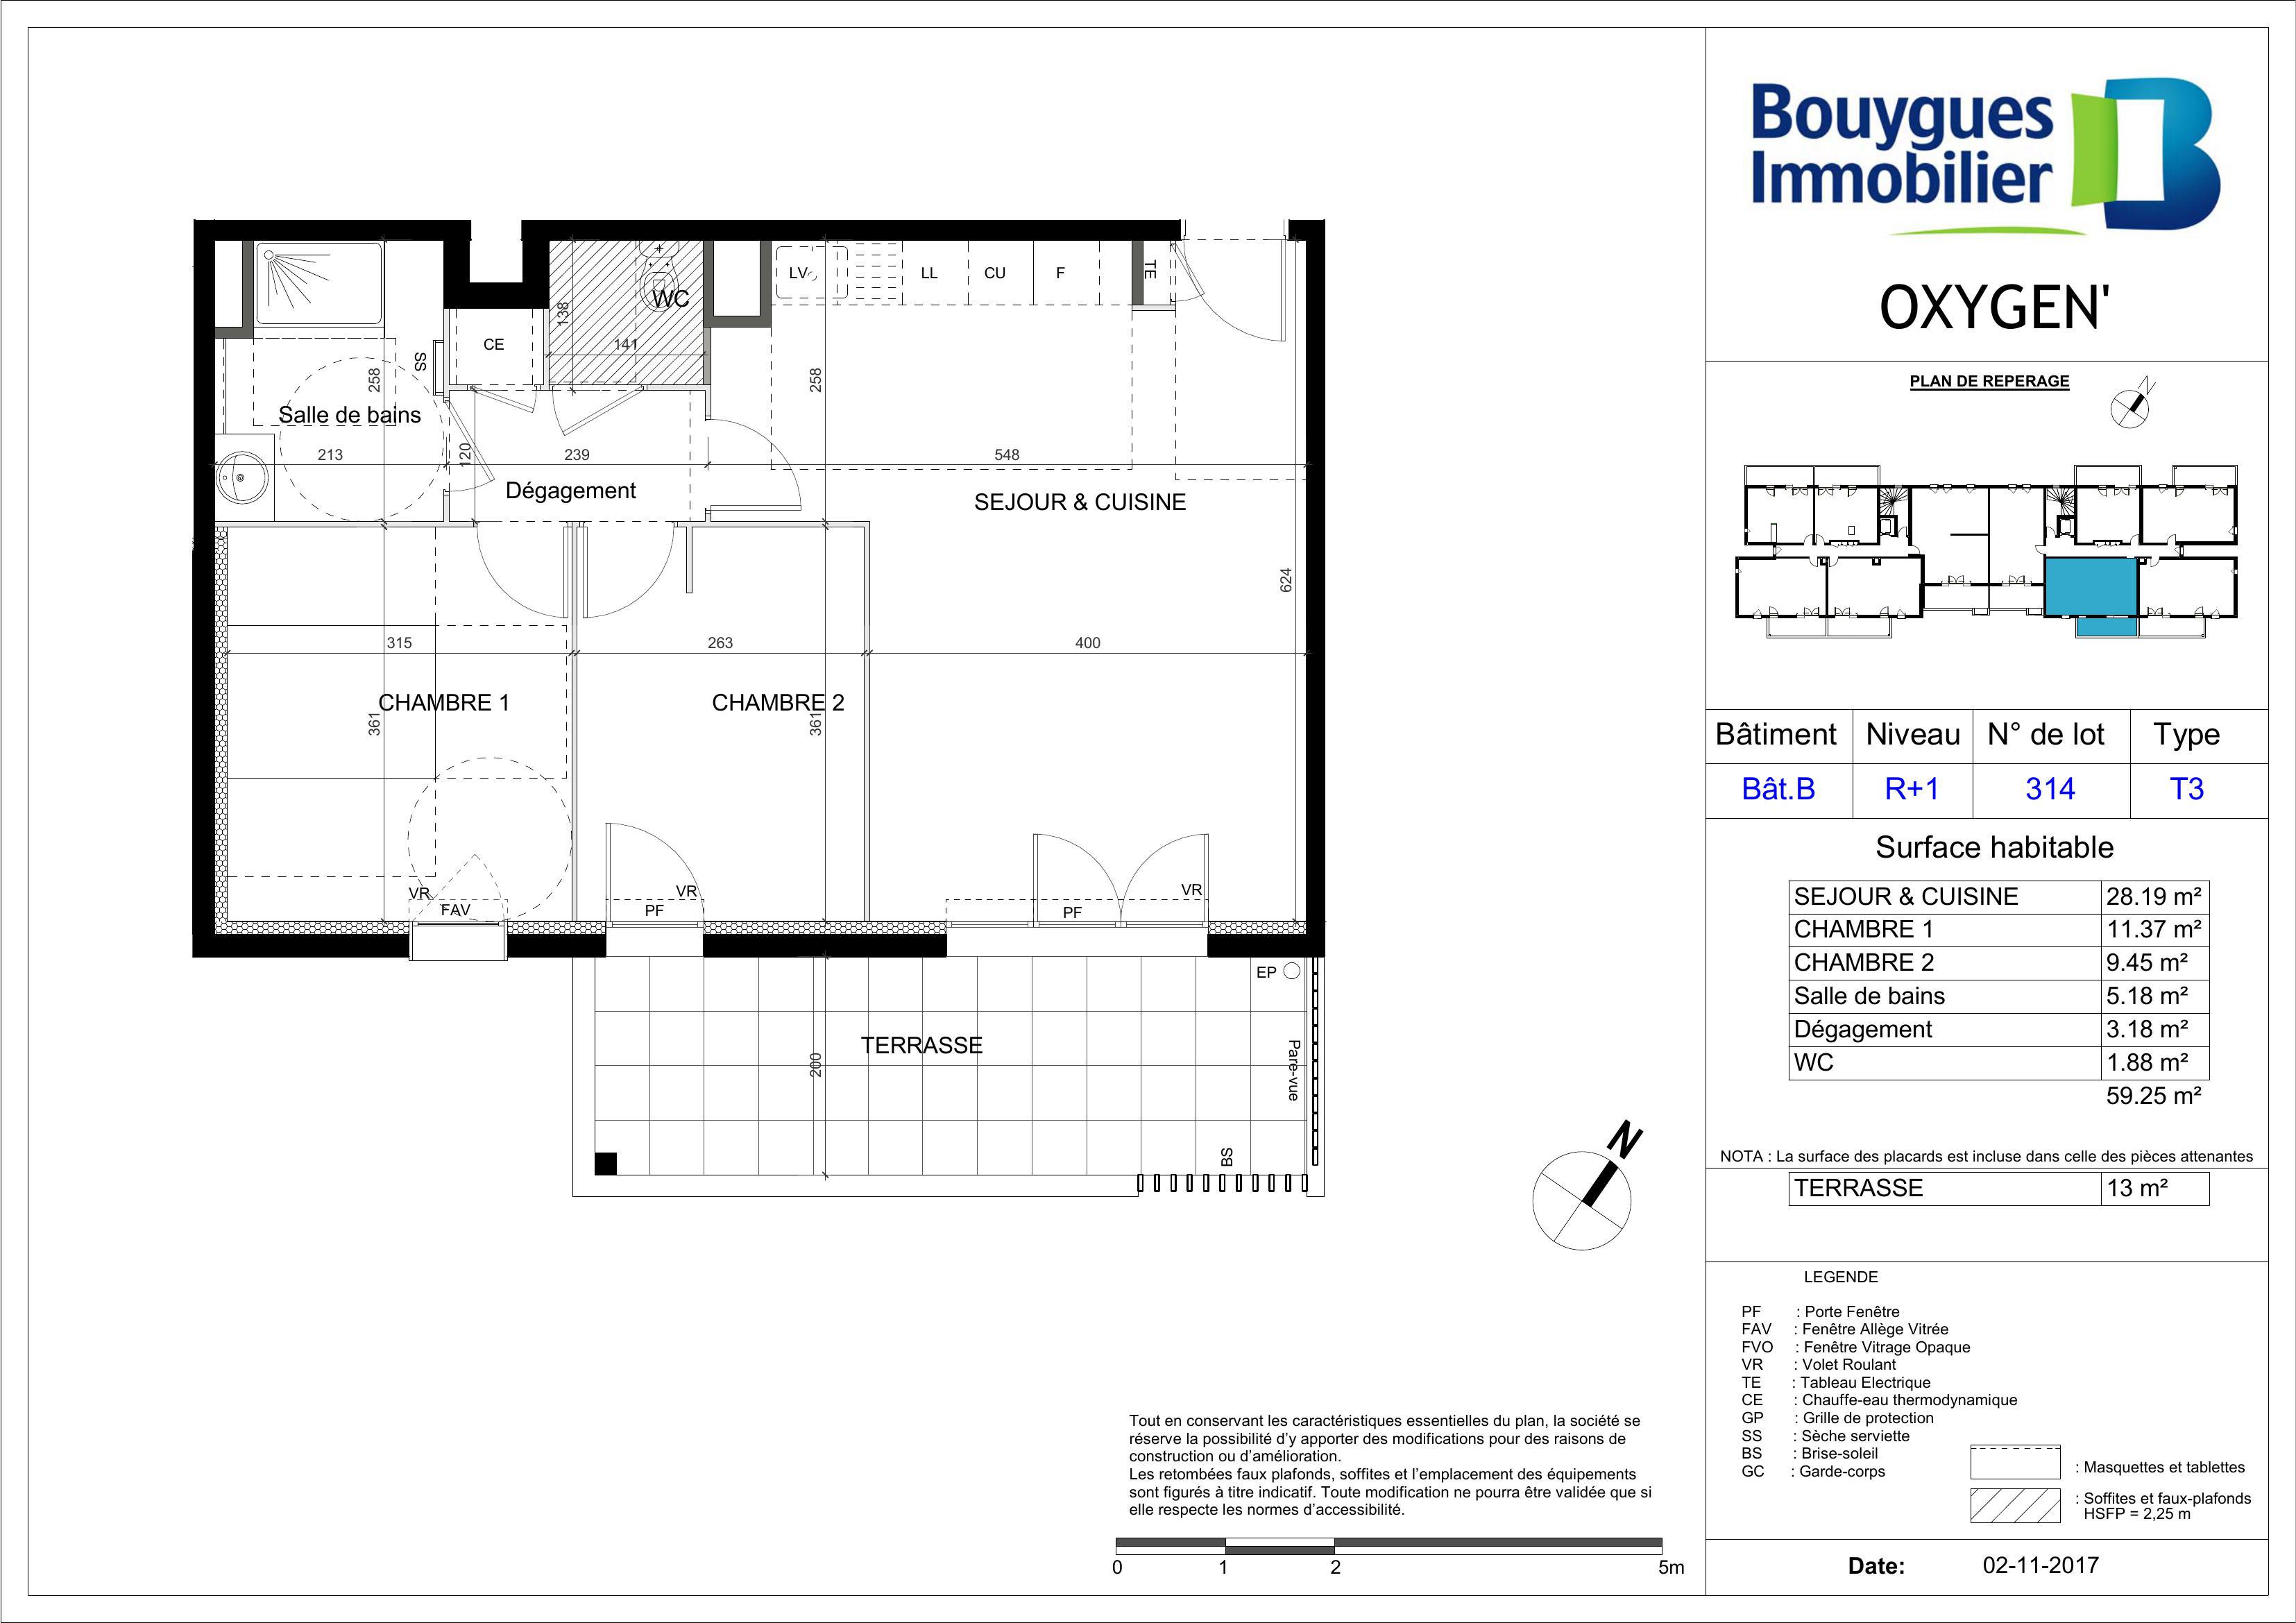 LV
LL
CU
F
TE
WC
138
141
CE
SS
258
258
Salle de bains
213
120
239
548
Dégagement
SEJOUR & CUISINE
624
315
263
400
CHAMBRE 1
CHAMBRE 2
361
361
VR
FAV
VR
PF
VR
PF
EP
TERRASSE
200
Pare-vue
BS
N
Tout en conservant les caractéristiques essentielles du plan, la société se
réserve la possibilité d'y apporter des modifications pour des raisons de
construction ou d'amélioration.
Les retombées faux plafonds, soffites et l'emplacement des équipements
sont figurés à titre indicatif. Toute modification ne pourra être validée que si
elle respecte les normes d'accessibilité.
0 1 2 5m
Bouygues
Immobilier
OXYGEN'
PLAN DE REPERAGE
N
Bâtiment Niveau N° de lot Type
Bât.B R+1 314 T3
Surface habitable
SEJOUR & CUISINE 28.19 m²
CHAMBRE 1 11.37 m²
CHAMBRE 2 9.45 m²
Salle de bains 5.18 m²
Dégagement 3.18 m²
WC 1.88 m²
59.25 m²
NOTA : La surface des placards est incluse dans celle des pièces attenantes
TERRASSE 13 m²
LEGENDE
PF : Porte Fenêtre
FAV : Fenêtre Allège Vitrée
FVO : Fenêtre Vitrage Opaque
VR : Volet Roulant
TE : Tableau Electrique
CE : Chauffe-eau thermodynamique
GP : Grille de protection
SS : Sèche serviette
BS : Brise-soleil
GC : Garde-corps
: Masquettes et tablettes
: Soffites et faux-plafonds
HSFP = 2,25 m
Date: 02-11-2017